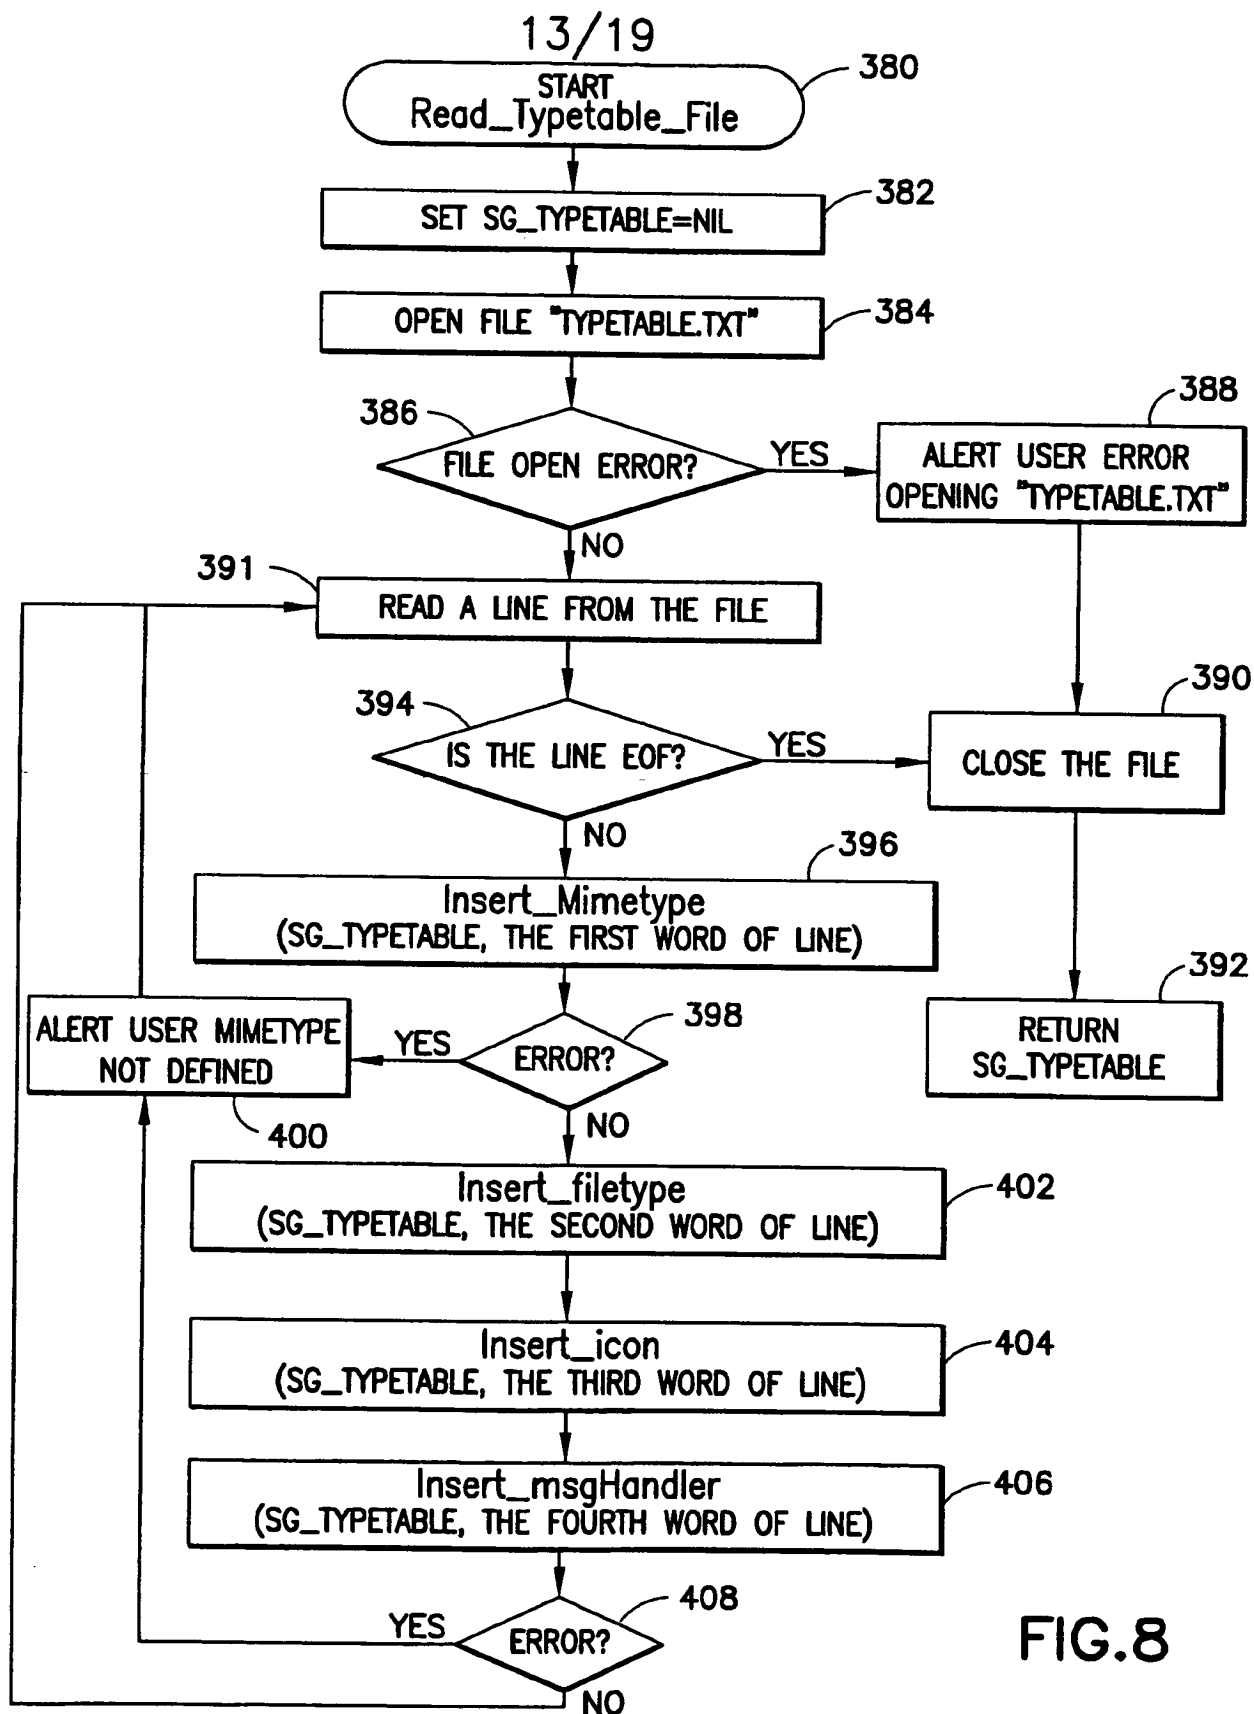 13/19
START
Read_Typetable_File
380
SET SG_TYPETABLE=NIL
382
OPEN FILE "TYPETABLE.TXT"
384
386
FILE OPEN ERROR?
YES
388
ALERT USER ERROR
OPENING "TYPETABLE.TXT"
NO
391
READ A LINE FROM THE FILE
394
IS THE LINE EOF?
YES
390
CLOSE THE FILE
NO
396
Insert_Mimetype
(SG_TYPETABLE, THE FIRST WORD OF LINE)
392
RETURN
SG_TYPETABLE
398
ERROR?
YES
ALERT USER MIMETYPE
NOT DEFINED
400
NO
Insert_filetype
(SG_TYPETABLE, THE SECOND WORD OF LINE)
402
Insert_icon
(SG_TYPETABLE, THE THIRD WORD OF LINE)
404
Insert_msgHandler
(SG_TYPETABLE, THE FOURTH WORD OF LINE)
406
408
YES
ERROR?
NO
FIG.8